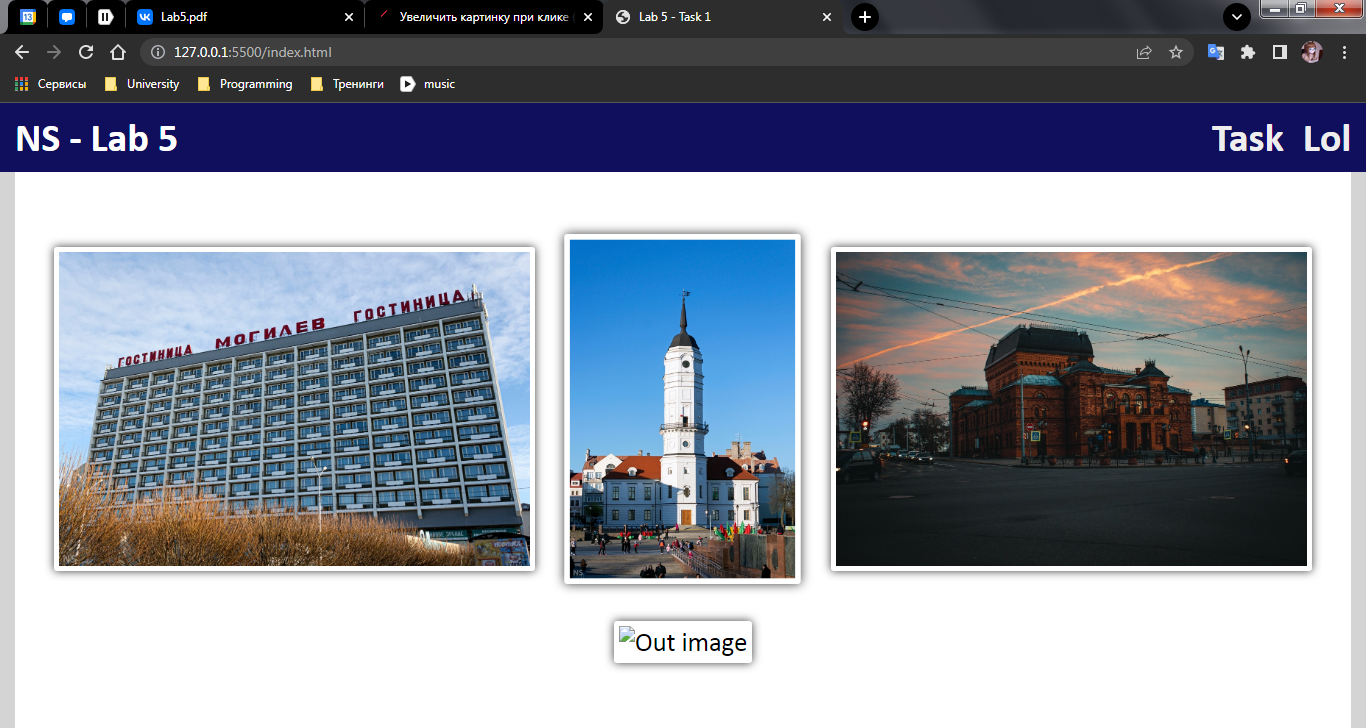 Lab5.pdf
Увеличить картинку при клике
Lab 5 - Task 1
127.0.0.1:5500/index.html
Сервисы
University
Programming
Тренинги
music
NS - Lab 5
Task Lol
ГОСТИНИЦА МОГИЛЕВ ГОСТИНИЦА
NS
Out image